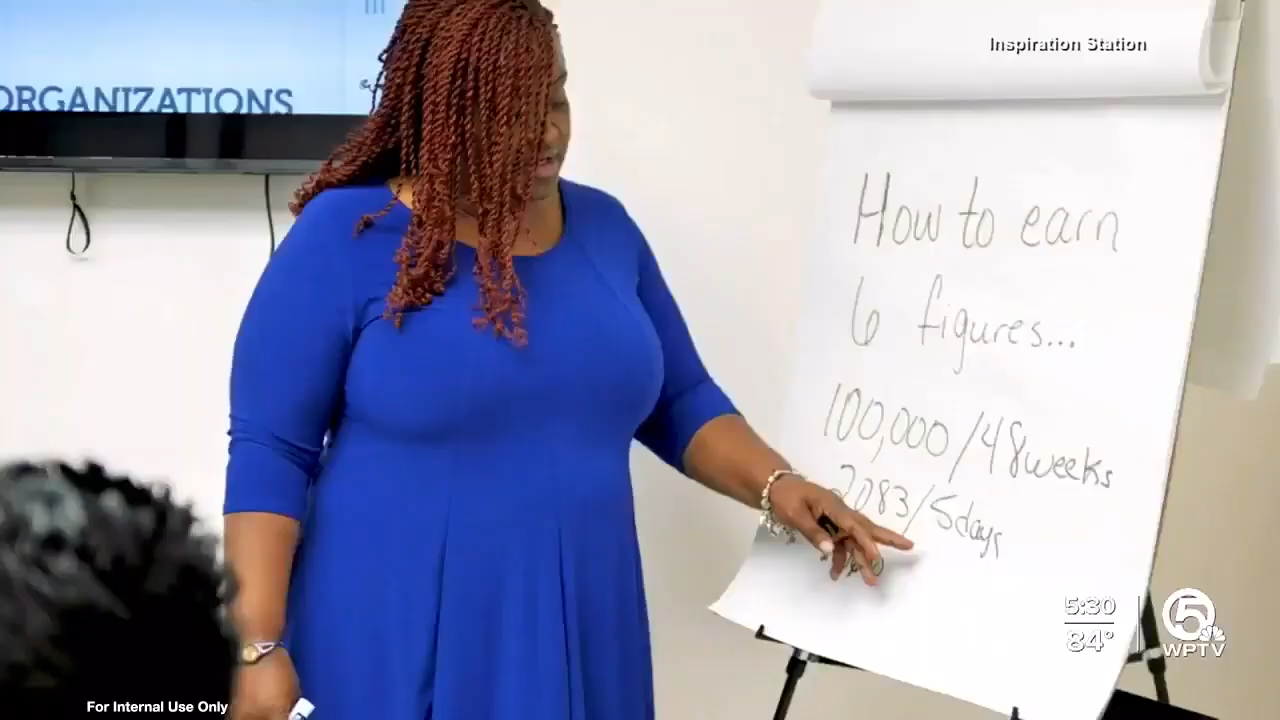 ORGANIZATIONS
Inspiration Station
How to earn
6 figures...
100,000/48weeks
2083/5days
5:30
84°
5
WPTV
For Internal Use Only